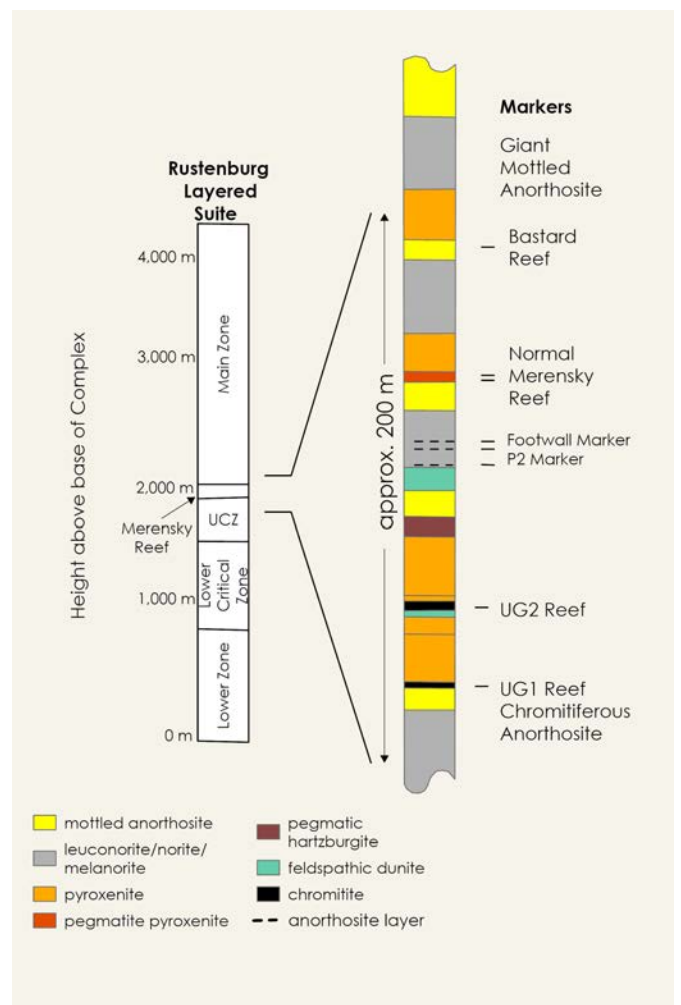 Rustenburg
Layered
Suite
Height above base of Complex
4,000 m
3,000 m
2,000 m
Merensky
Reef
1,000 m
0 m
Main Zone
UCZ
Lower
Critical
Zone
Lower Zone
approx. 200 m
Markers
Giant
Mottled
Anorthosite
Bastard
Reef
Normal
Merensky
Reef
Footwall Marker
P2 Marker
UG2 Reef
UG1 Reef
Chromitiferous
Anorthosite
mottled anorthosite
leuconorite/norite/
melanorite
pyroxenite
pegmatite pyroxenite
pegmatic
hartzburgite
feldspathic dunite
chromitite
anorthosite layer